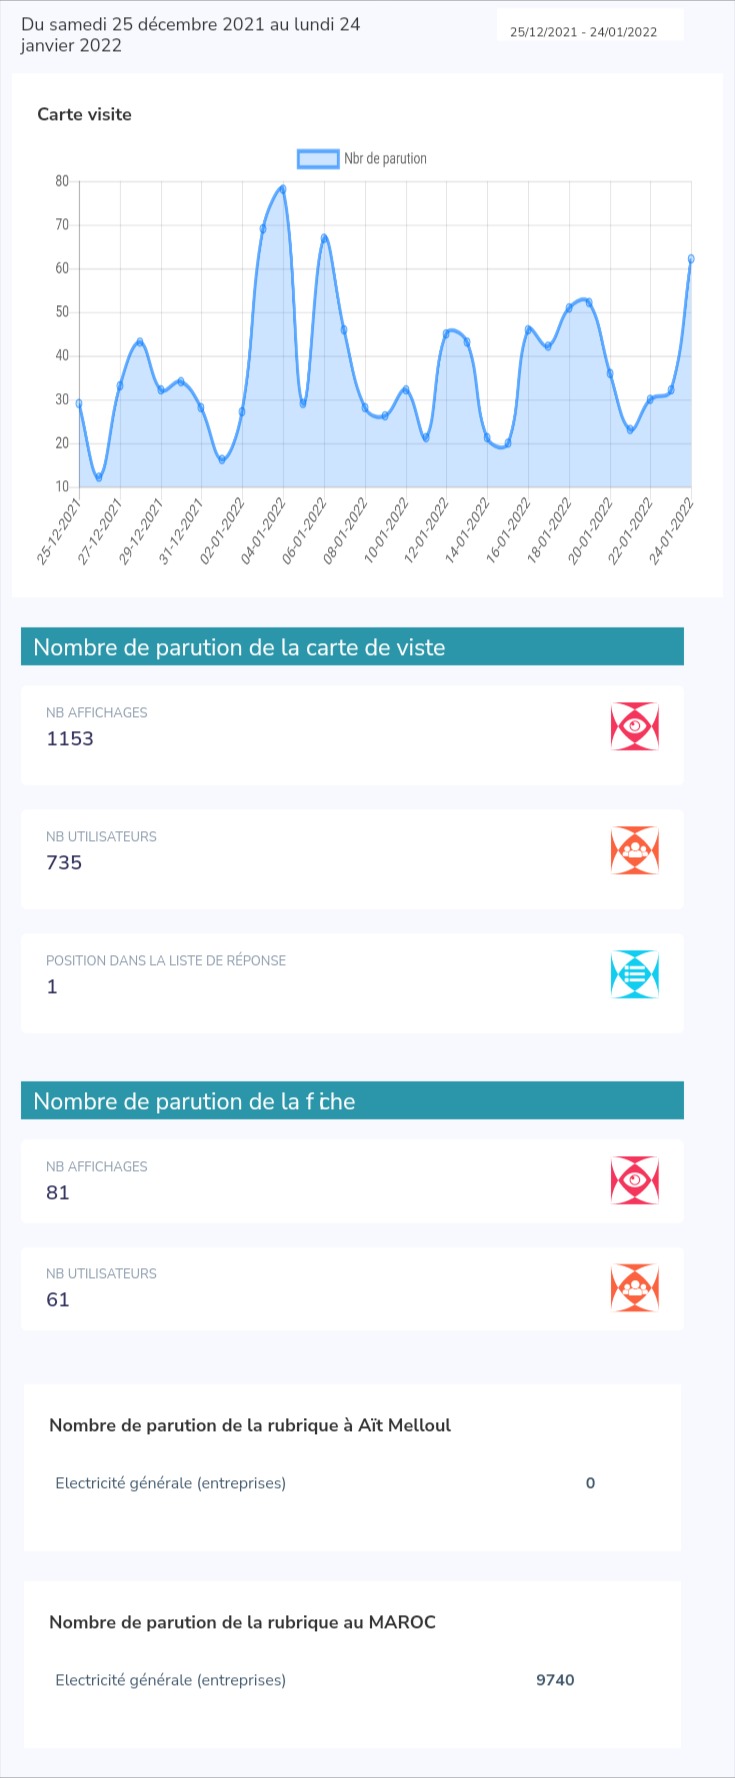 Du samedi 25 décembre 2021 au lundi 24
janvier 2022
25/12/2021 - 24/01/2022
Carte visite
Nbr de parution
80
70
60
50
40
30
20
10
25-12-2021
27-12-2021
29-12-2021
31-12-2021
02-01-2022
04-01-2022
06-01-2022
08-01-2022
10-01-2022
12-01-2022
14-01-2022
16-01-2022
18-01-2022
20-01-2022
22-01-2022
24-01-2022
Nombre de parution de la carte de viste
NB AFFICHAGES
1153
NB UTILISATEURS
735
POSITION DANS LA LISTE DE RÉPONSE
1
Nombre de parution de la fiche
NB AFFICHAGES
81
NB UTILISATEURS
61
Nombre de parution de la rubrique à Aït Melloul
Electricité générale (entreprises) 0
Nombre de parution de la rubrique au MAROC
Electricité générale (entreprises) 9740